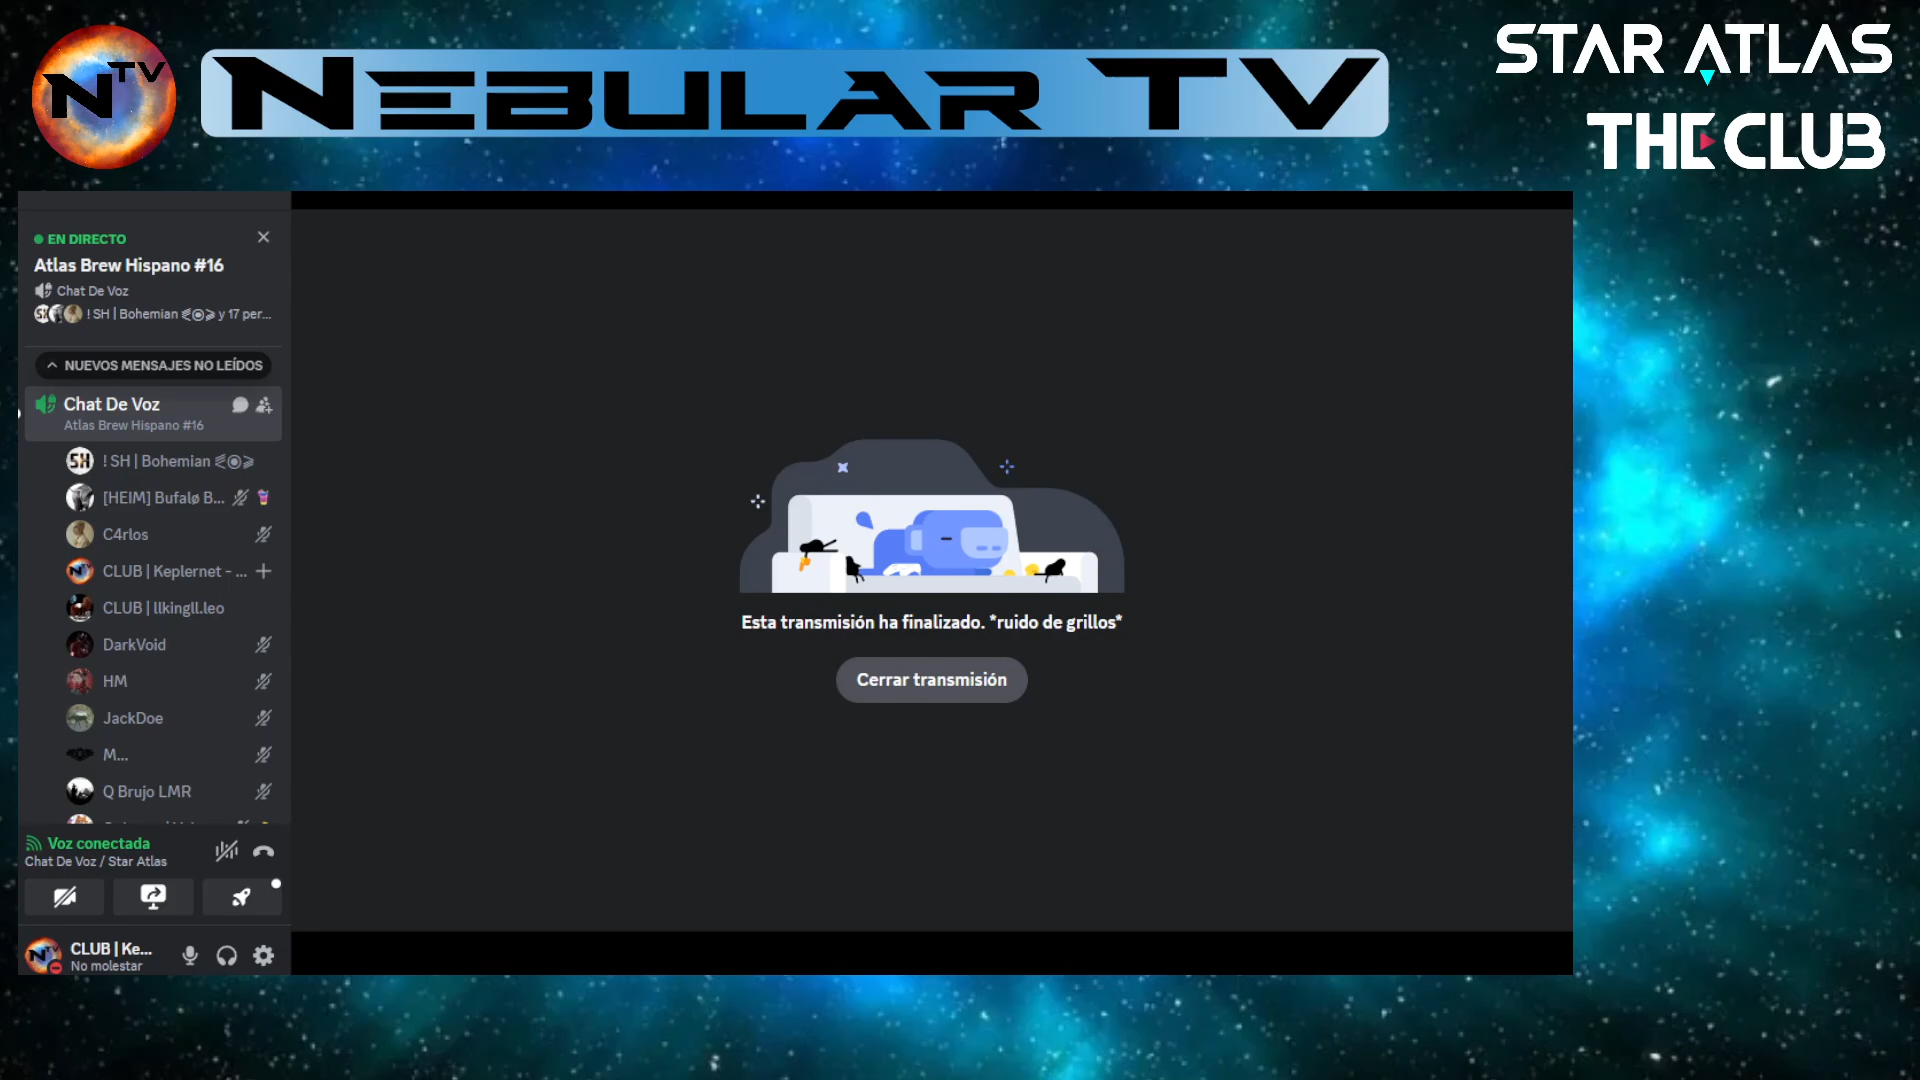 NTV
NEBULAR TV
STAR ATLAS
THE CLUB
EN DIRECTO
Atlas Brew Hispano #16
Chat De Voz
! SH | Bohemian ⋞⦿⋟ y 17 per...
NUEVOS MENSAJES NO LEÍDOS
Chat De Voz
Atlas Brew Hispano #16
! SH | Bohemian ⋞⦿⋟
[HEIM] Bufalø B...
C4rlos
CLUB | Keplernet - ...
CLUB | llkingll.leo
DarkVoid
HM
JackDoe
M...
Q Brujo LMR
Voz conectada
Chat De Voz / Star Atlas
CLUB | Ke...
No molestar
Esta transmisión ha finalizado. *ruido de grillos*
Cerrar transmisión